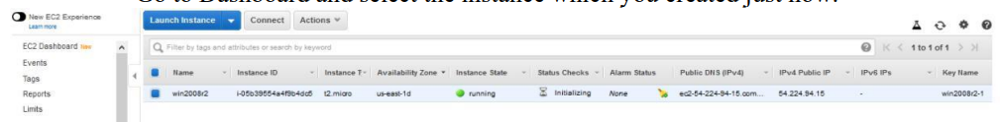 Go to Dashboard and select the instance which you created just now.
New EC2 Experience
Learn more
Launch Instance Connect Actions
EC2 Dashboard New
Events
Tags
Reports
Limits
Filter by tags and attributes or search by keyword
1 to 1 of 1
Name Instance ID Instance T Availability Zone Instance State Status Checks Alarm Status Public DNS (IPv4) IPv4 Public IP IPv6 IPs Key Name
win2008r2 i-05b39554a4f9b4dc5 t2.micro us-east-1d running Initializing None ec2-54-224-94-15.com... 54.224.94.15 - win2008r2-1